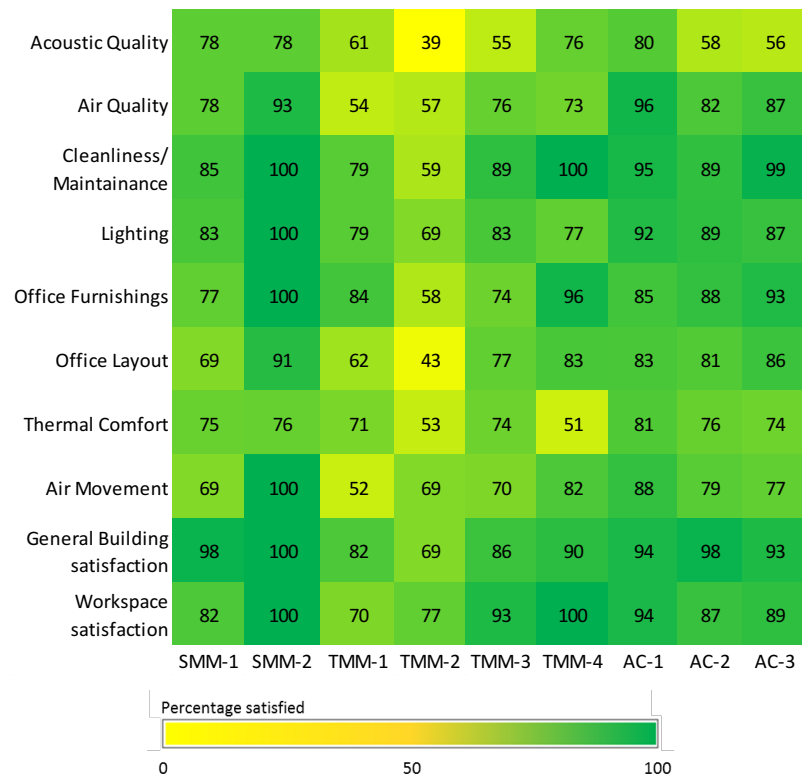 Acoustic Quality 78 78 61 39 55 76 80 58 56
Air Quality 78 93 54 57 76 73 96 82 87
Cleanliness/
Maintainance 85 100 79 59 89 100 95 89 99
Lighting 83 100 79 69 83 77 92 89 87
Office Furnishings 77 100 84 58 74 96 85 88 93
Office Layout 69 91 62 43 77 83 83 81 86
Thermal Comfort 75 76 71 53 74 51 81 76 74
Air Movement 69 100 52 69 70 82 88 79 77
General Building
satisfaction 98 100 82 69 86 90 94 98 93
Workspace
satisfaction 82 100 70 77 93 100 94 87 89
SMM-1 SMM-2 TMM-1 TMM-2 TMM-3 TMM-4 AC-1 AC-2 AC-3
Percentage satisfied
0 50 100